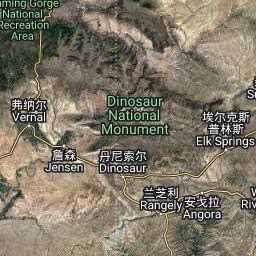 aming Gorge
National
Recreation
Area
Dinosaur
National
Monument
弗纳尔
Vernal
埃尔克斯
普林斯
Elk Springs
詹森
Jensen
丹尼索尔
Dinosaur
兰芝利
Rangely
安戈拉
Angora